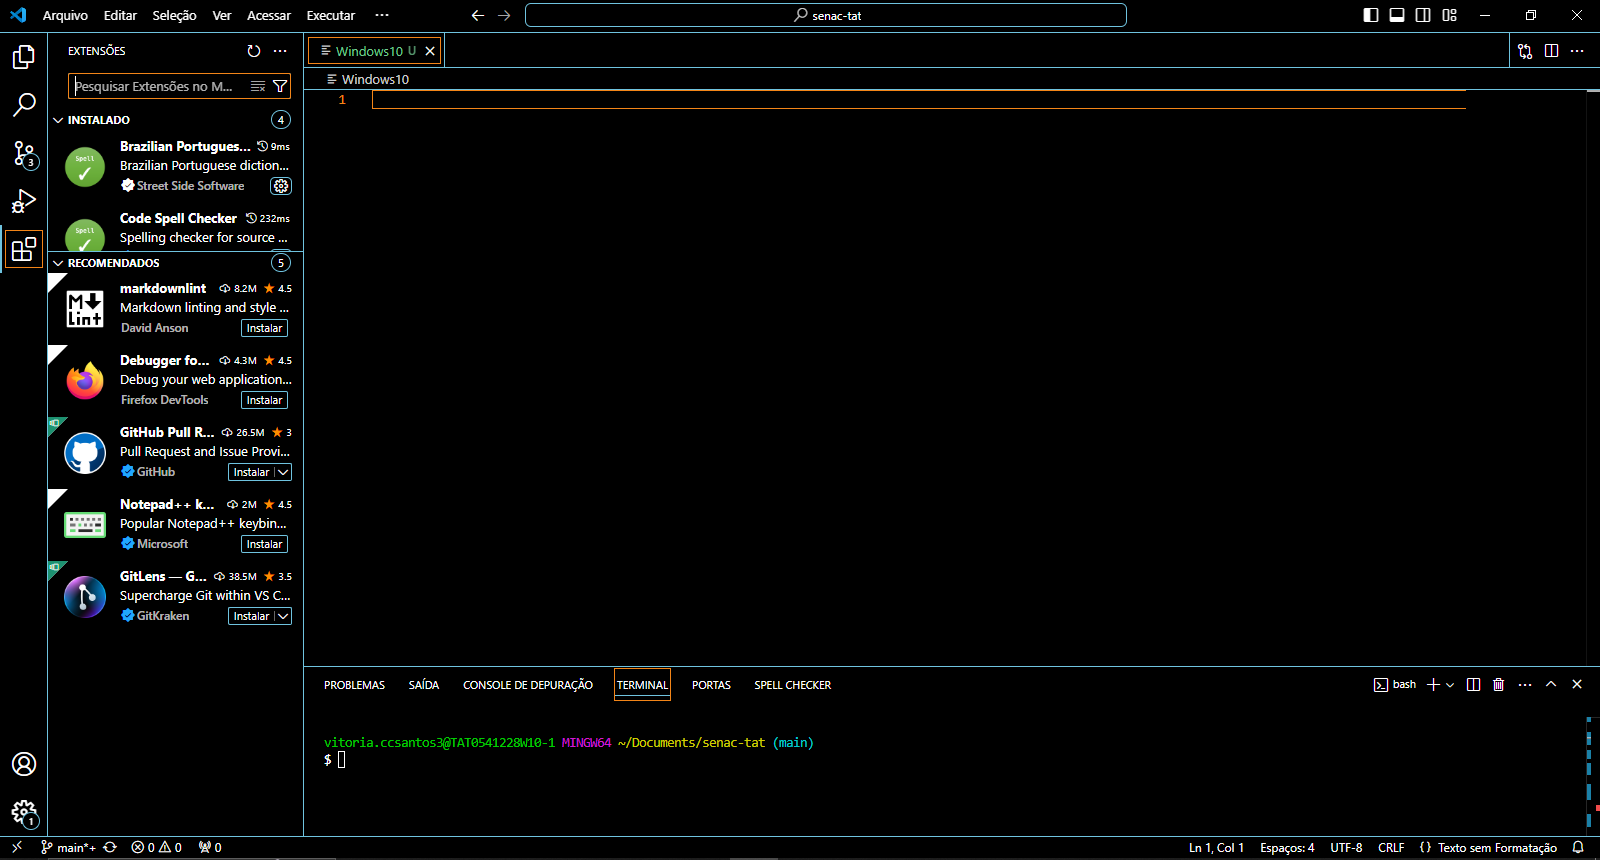 Arquivo Editar Seleção Ver Acessar Executar ··· senac-tat
EXTENSÕES
Pesquisar Extensões no M...
INSTALADO 4
Brazilian Portugues... 9ms
Brazilian Portuguese diction...
Street Side Software
Code Spell Checker 232ms
Spelling checker for source ...
RECOMENDADOS 5
markdownlint 8.2M 4.5
Markdown linting and style ...
David Anson Instalar
Debugger fo... 4.3M 4.5
Debug your web application...
Firefox DevTools Instalar
GitHub Pull R... 26.5M 3
Pull Request and Issue Provi...
GitHub Instalar
Notepad++ k... 2M 4.5
Popular Notepad++ keybin...
Microsoft Instalar
GitLens — G... 38.5M 3.5
Supercharge Git within VS C...
GitKraken Instalar
Spell
Spell
M
Lint
3
1
Windows10 U
Windows10
1
PROBLEMAS SAÍDA CONSOLE DE DEPURAÇÃO TERMINAL PORTAS SPELL CHECKER bash
vitoria.ccsantos3@TAT0541228W10-1 MINGW64 ~/Documents/senac-tat (main)
$
main*+ 0 0 0 Ln 1, Col 1 Espaços: 4 UTF-8 CRLF {} Texto sem Formatação